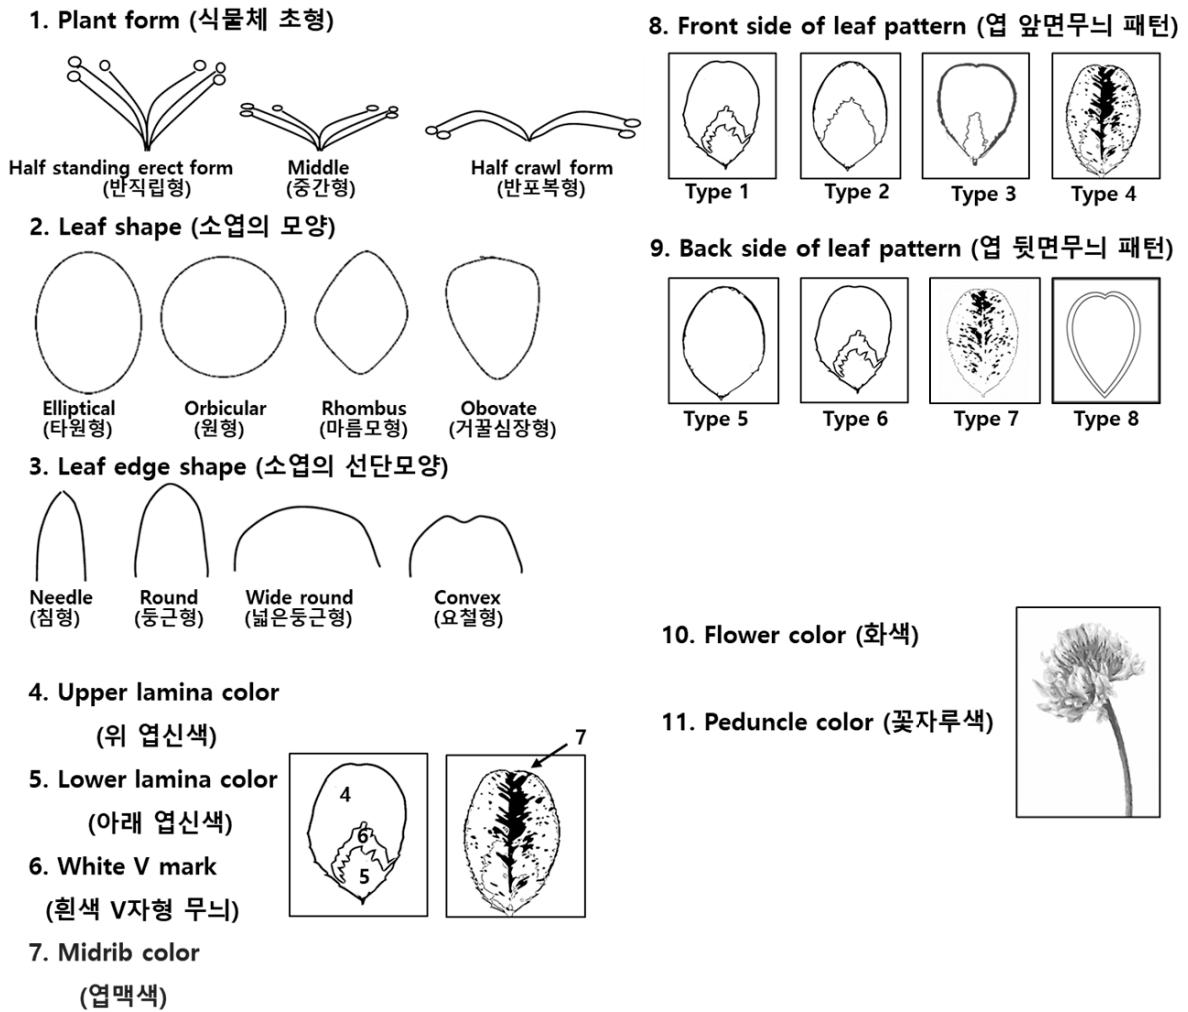 1. Plant form (식물체 초형)
Half standing erect form
(반직립형)
Middle
(중간형)
Half crawl form
(반포복형)
2. Leaf shape (소엽의 모양)
Elliptical
(타원형)
Orbicular
(원형)
Rhombus
(마름모형)
Obovate
(거꿀심장형)
3. Leaf edge shape (소엽의 선단모양)
Needle
(침형)
Round
(둥근형)
Wide round
(넓은둥근형)
Convex
(요철형)
4. Upper lamina color
(위 엽신색)
5. Lower lamina color
(아래 엽신색)
6. White V mark
(흰색 V자형 무늬)
7. Midrib color
(엽맥색)
4
6
5
7
8. Front side of leaf pattern (엽 앞면무늬 패턴)
Type 1
Type 2
Type 3
Type 4
9. Back side of leaf pattern (엽 뒷면무늬 패턴)
Type 5
Type 6
Type 7
Type 8
10. Flower color (화색)
11. Peduncle color (꽃자루색)